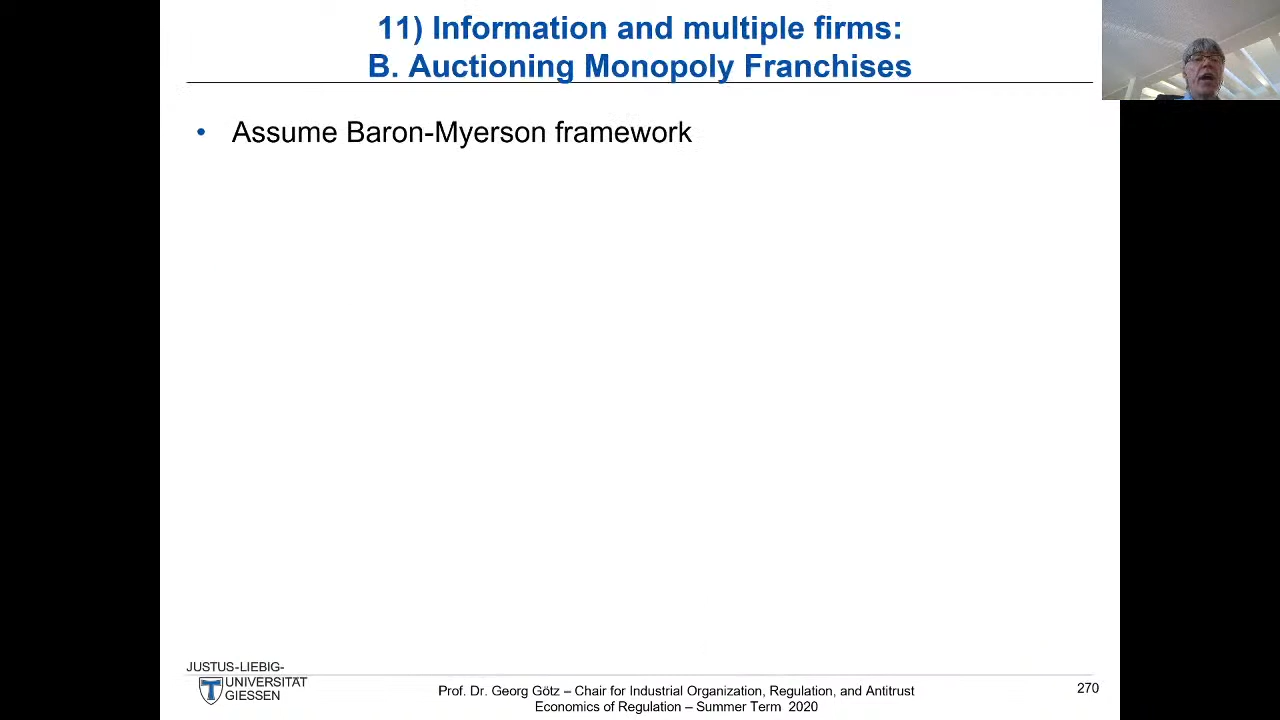 11) Information and multiple firms:
B. Auctioning Monopoly Franchises
• Assume Baron-Myerson framework
JUSTUS-LIEBIG-
UNIVERSITAT
GIESSEN
Prof. Dr. Georg Götz – Chair for Industrial Organization, Regulation, and Antitrust
Economics of Regulation – Summer Term 2020
270